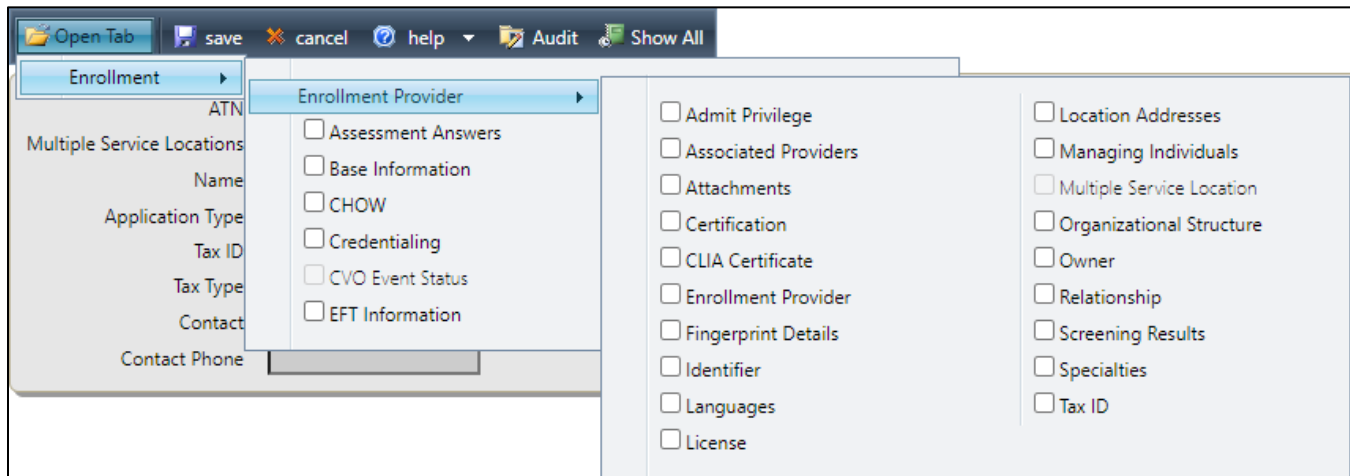 Open Tab save cancel help Audit Show All
Enrollment
ATN
Multiple Service Locations
Name
Application Type
Tax ID
Tax Type
Contact
Contact Phone
Enrollment Provider
Assessment Answers
Base Information
CHOW
Credentialing
CVO Event Status
EFT Information
Admit Privilege
Associated Providers
Attachments
Certification
CLIA Certificate
Enrollment Provider
Fingerprint Details
Identifier
Languages
License
Location Addresses
Managing Individuals
Multiple Service Location
Organizational Structure
Owner
Relationship
Screening Results
Specialties
Tax ID